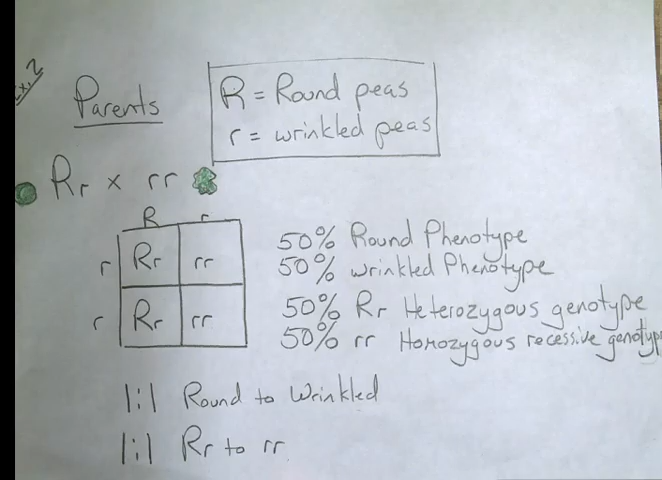 Ex. 2
Parents
R = Round peas
r = wrinkled peas
Rr x rr
R r
r Rr rr
r Rr rr
50% Round Phenotype
50% wrinkled Phenotype
50% Rr Heterozygous genotype
50% rr Homozygous recessive genotype
1:1 Round to Wrinkled
1:1 Rr to rr